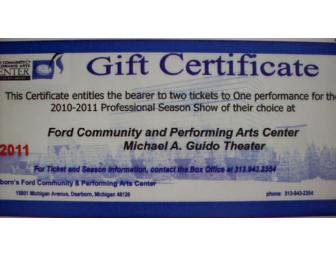 CENTER
Gift Certificate
This Certificate entitles the bearer to two tickets to One performance for the
2010-2011 Professional Season Show of their choice at
Ford Community and Performing Arts Center
Michael A. Guido Theater
2011
For Ticket and Season Information, contact the Box Office at 313.943.2354
born's Ford Community & Performing Arts Center
15801 Michigan Avenue, Dearborn, Michigan 48126
phone: 313-943-2354